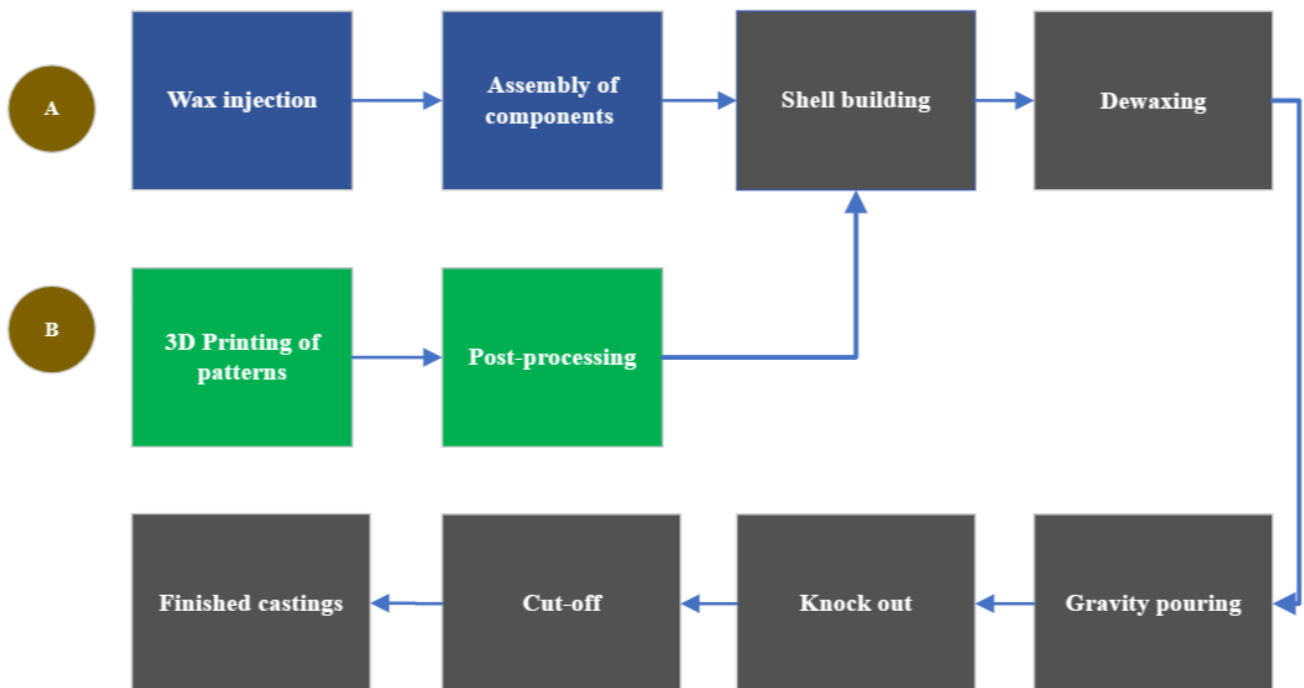 A
Wax injection
Assembly of
components
Shell building
Dewaxing
B
3D Printing of
patterns
Post-processing
Finished castings
Cut-off
Knock out
Gravity pouring